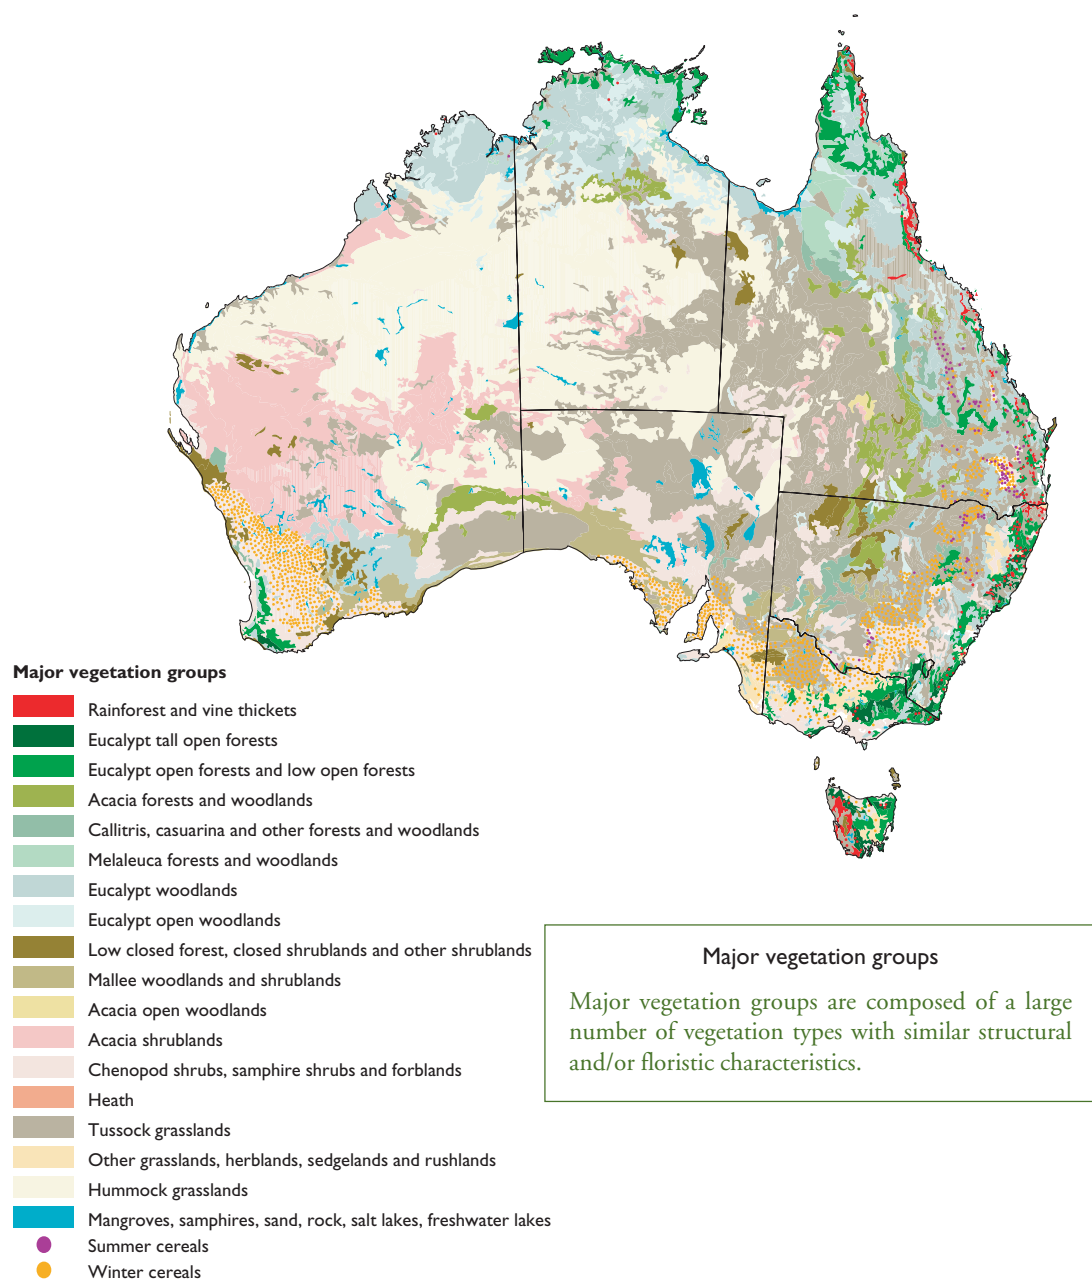 Major vegetation groups
Rainforest and vine thickets
Eucalypt tall open forests
Eucalypt open forests and low open forests
Acacia forests and woodlands
Callitris, casuarina and other forests and woodlands
Melaleuca forests and woodlands
Eucalypt woodlands
Eucalypt open woodlands
Low closed forest, closed shrublands and other shrublands
Mallee woodlands and shrublands
Acacia open woodlands
Acacia shrublands
Chenopod shrubs, samphire shrubs and forblands
Heath
Tussock grasslands
Other grasslands, herblands, sedgelands and rushlands
Hummock grasslands
Mangroves, samphires, sand, rock, salt lakes, freshwater lakes
Summer cereals
Winter cereals
Major vegetation groups
Major vegetation groups are composed of a large
number of vegetation types with similar structural
and/or floristic characteristics.